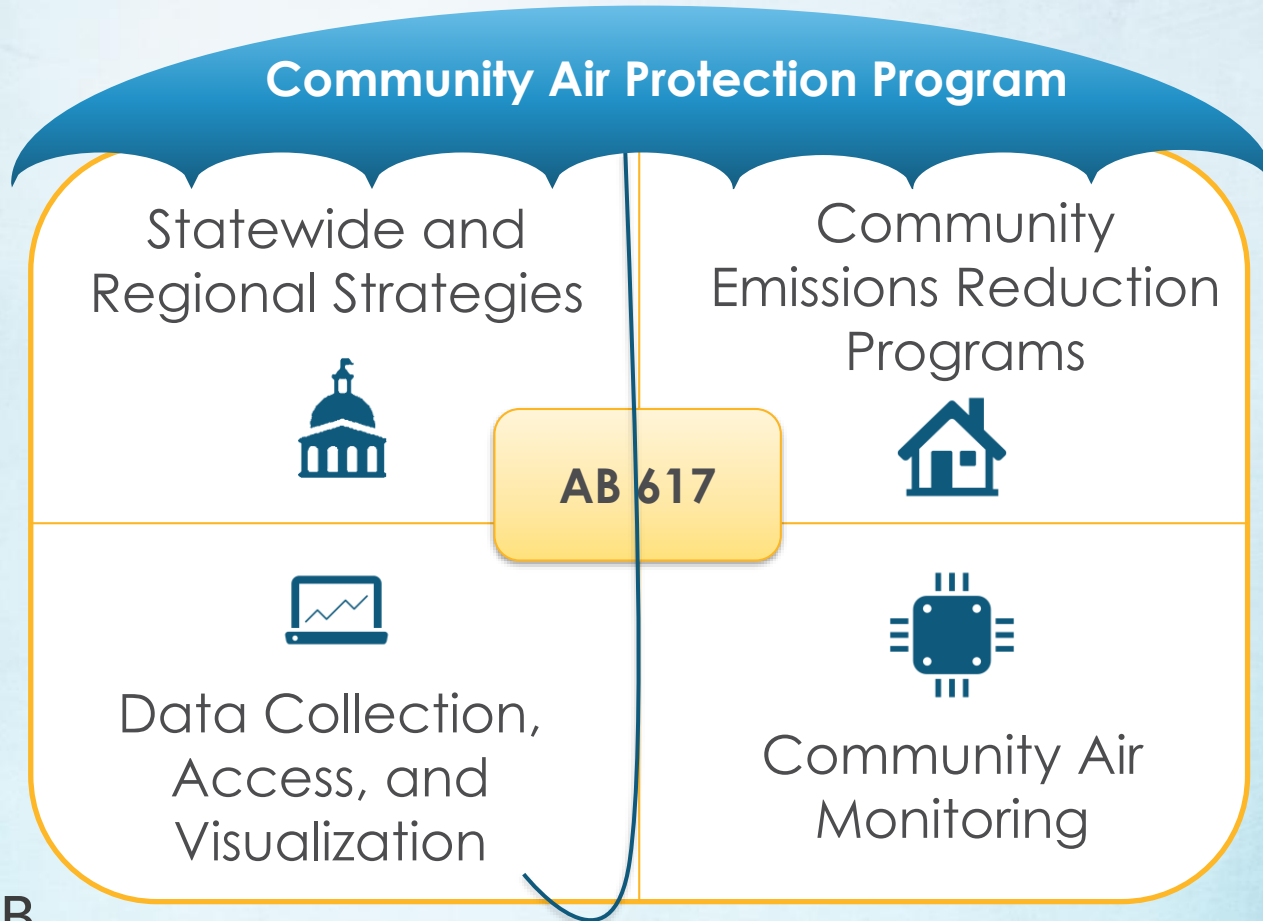 Community Air Protection Program
Statewide and
Regional Strategies
Community
Emissions Reduction
Programs
AB 617
Data Collection,
Access, and
Visualization
Community Air
Monitoring
B